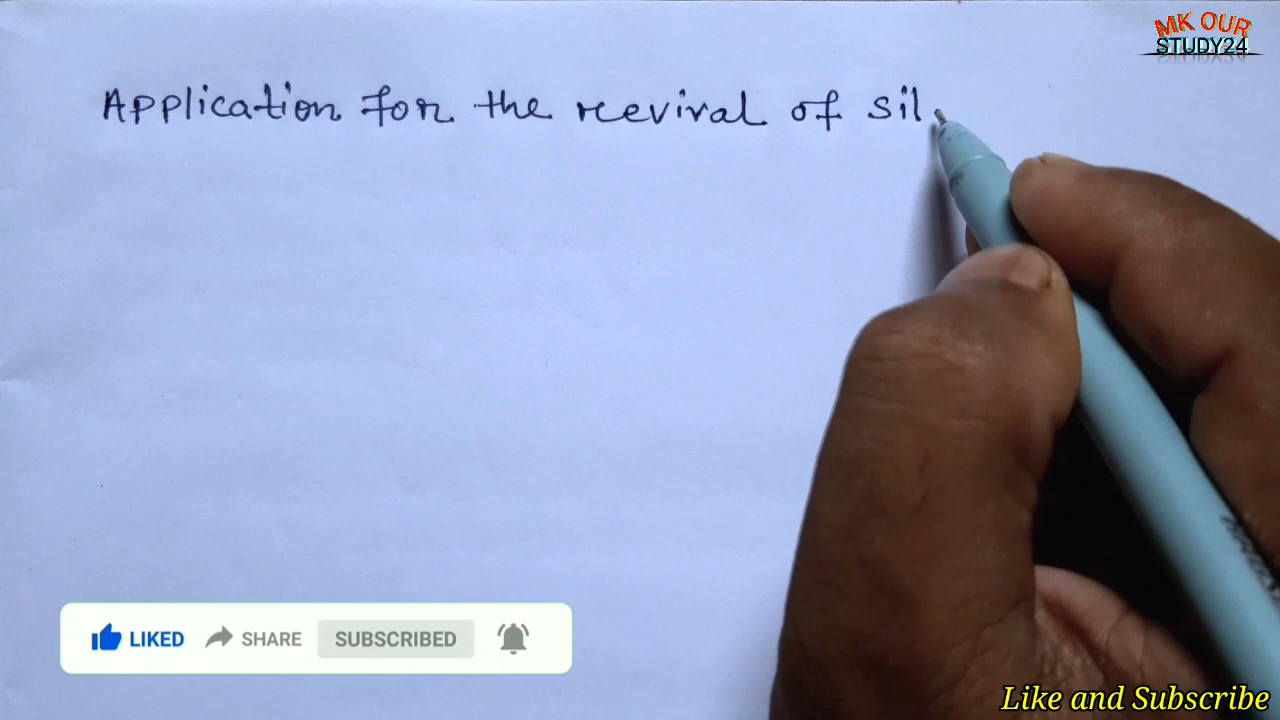 MK OUR
STUDY24
Application for the revival of sil
LIKED SHARE SUBSCRIBED
Like and Subscribe